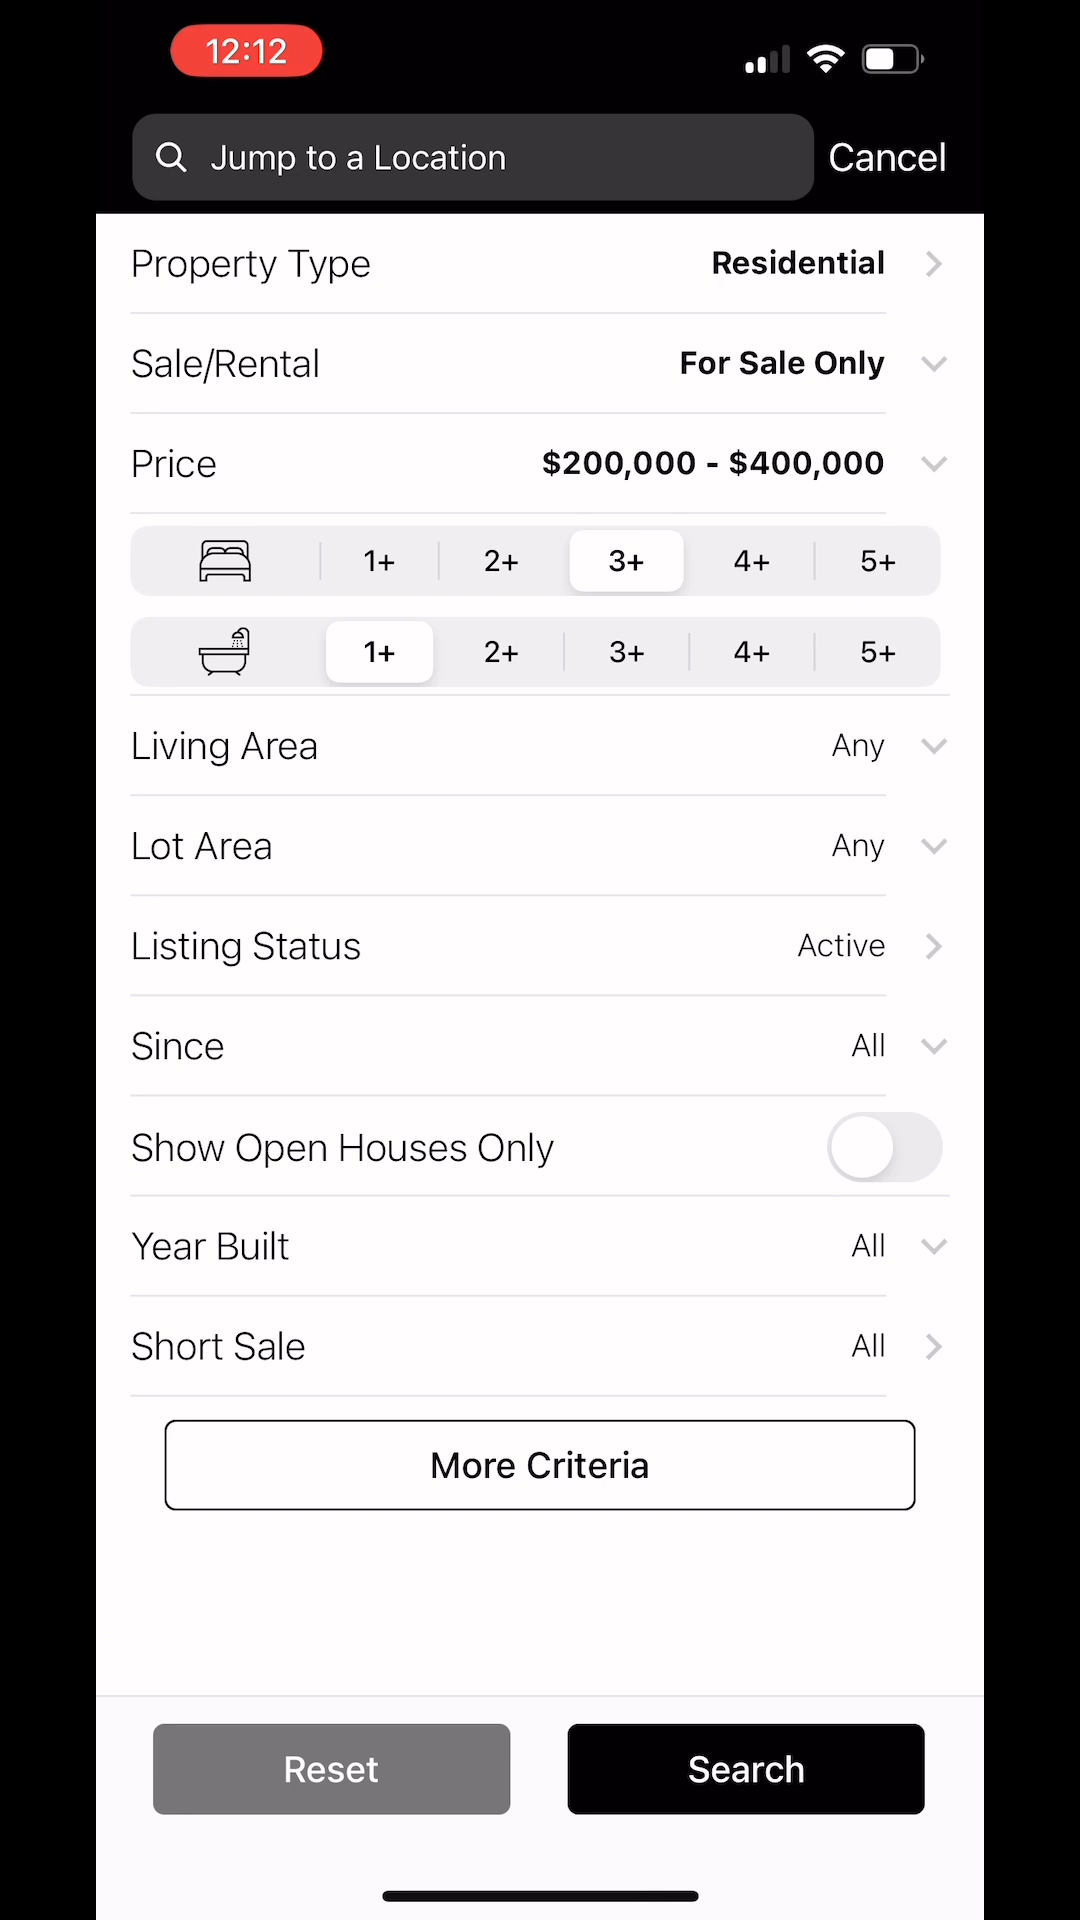 12:12
Jump to a Location
Cancel
Property Type Residential
Sale/Rental For Sale Only
Price $200,000 - $400,000
1+ 2+ 3+ 4+ 5+
1+ 2+ 3+ 4+ 5+
Living Area Any
Lot Area Any
Listing Status Active
Since All
Show Open Houses Only
Year Built All
Short Sale All
More Criteria
Reset Search